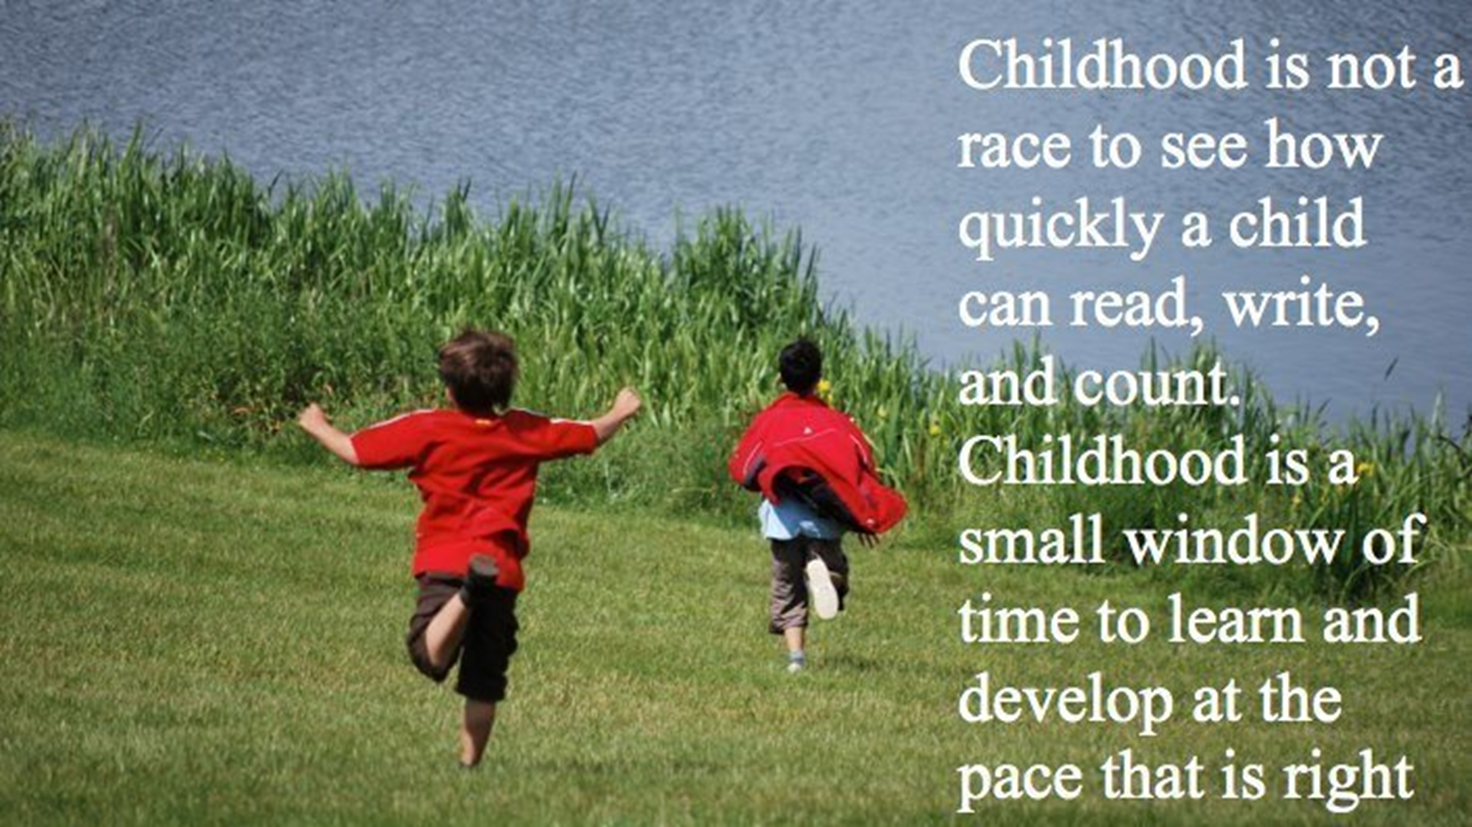 Childhood is not a
race to see how
quickly a child
can read, write,
and count.
Childhood is a
small window of
time to learn and
develop at the
pace that is right